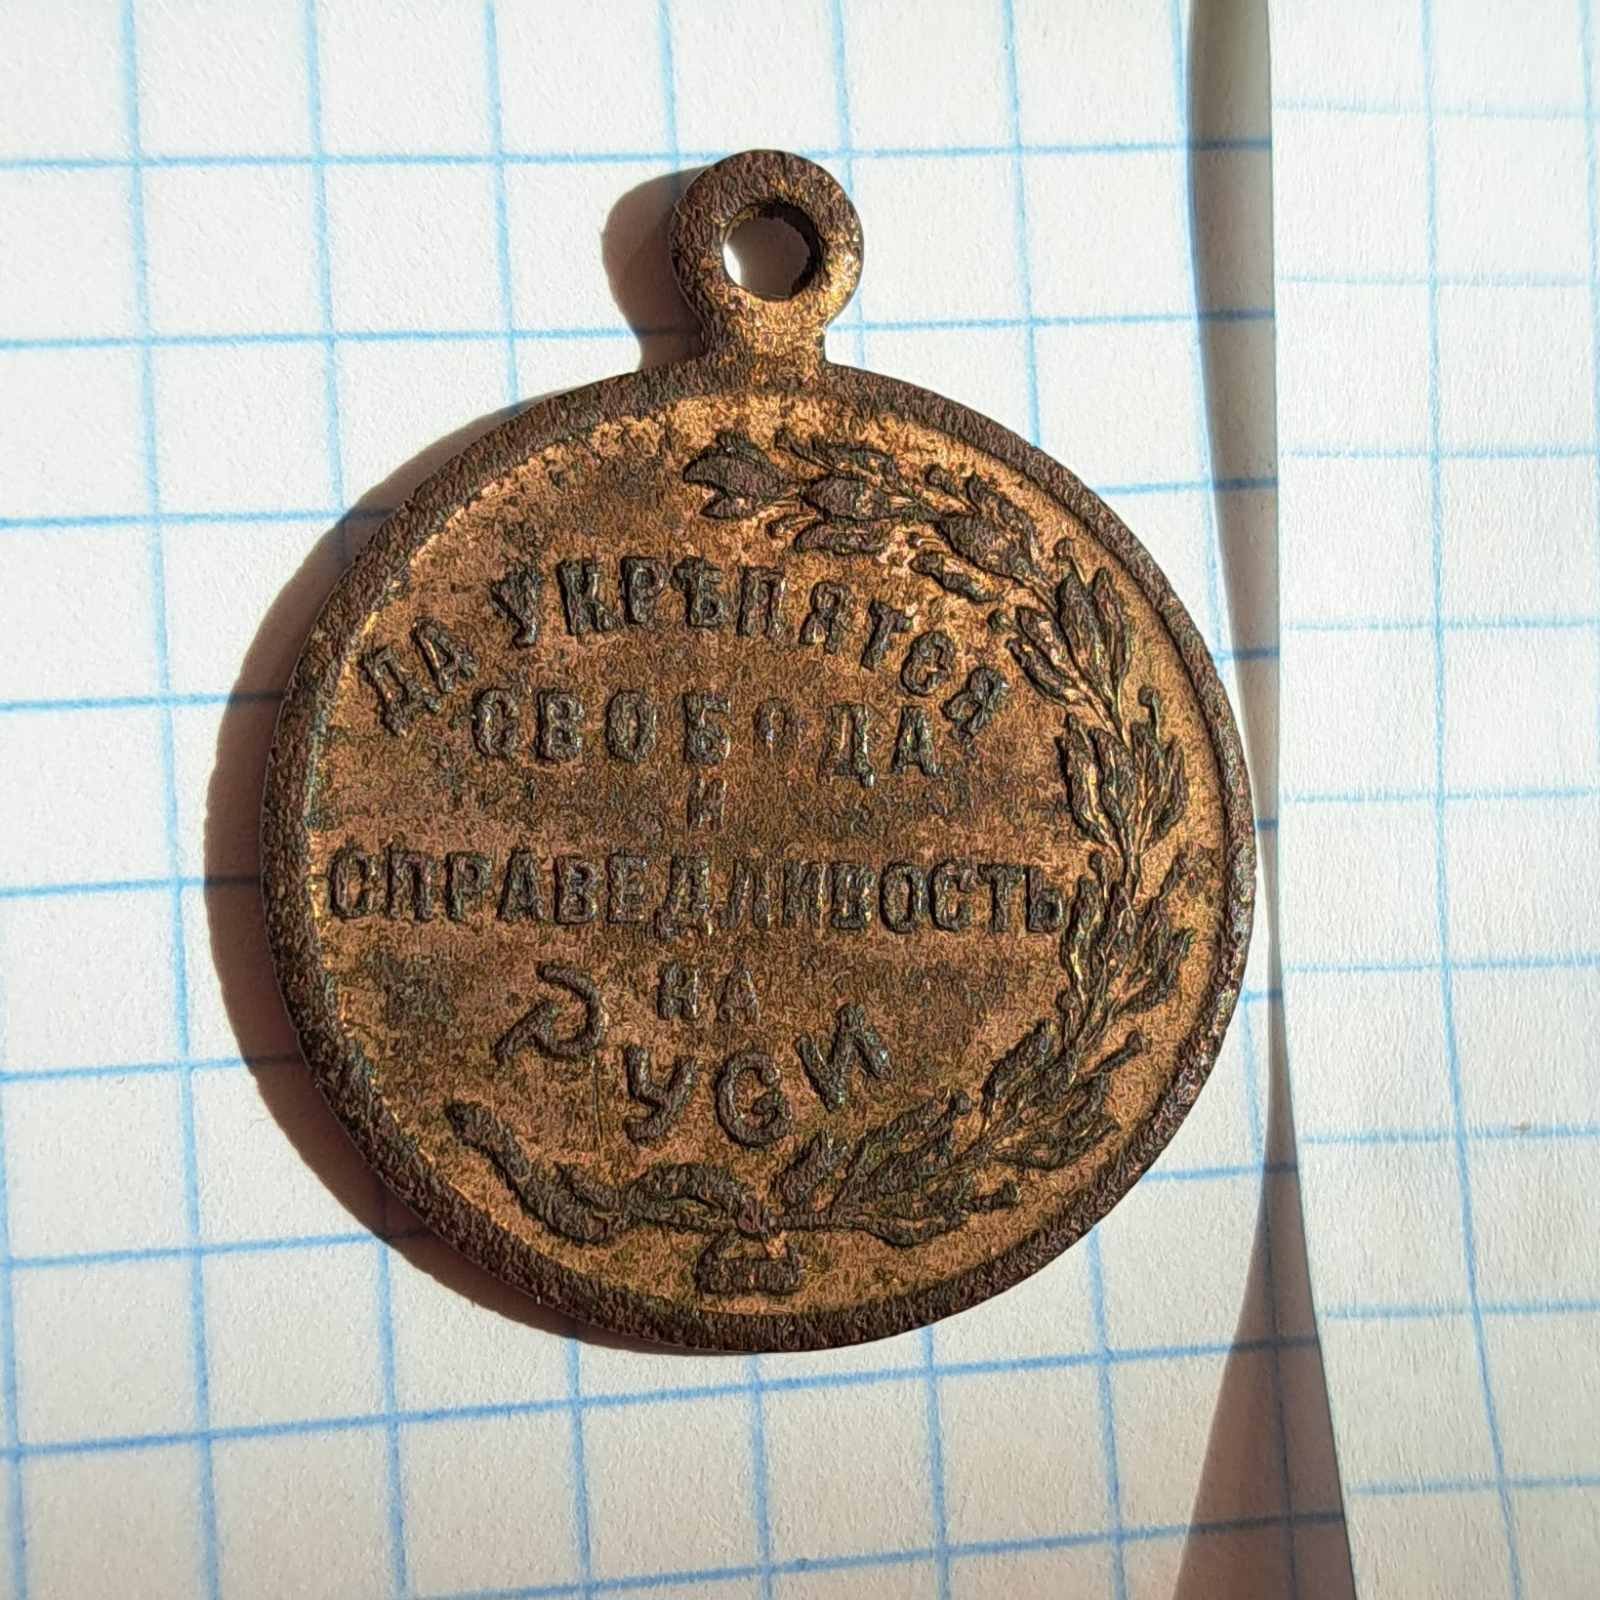 ДА УКРѢПЯТСЯ
СВОБОДА
И
СПРАВЕДЛИВОСТЬ
НА
РУСИ